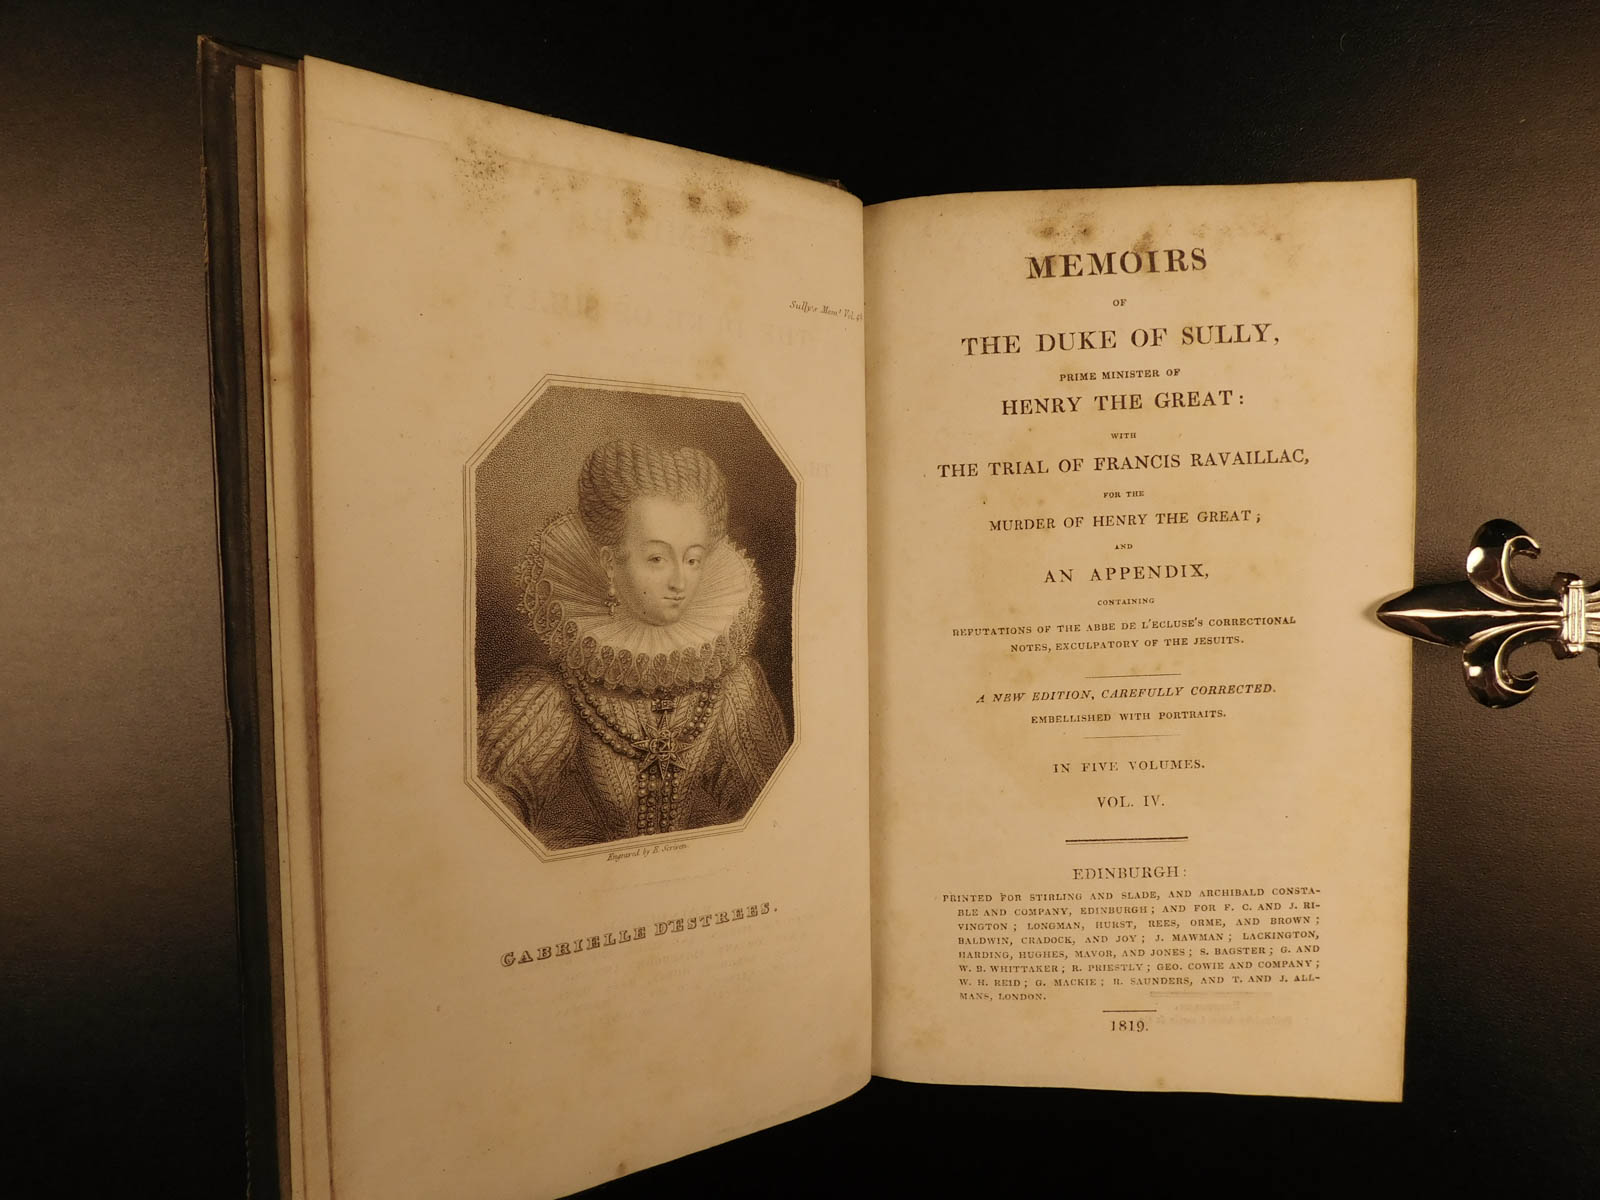 Sully's Mem.s Vol. 4
Engraved by E. Scriven.
GABRIELLE D'ESTREES.
MEMOIRS
OF
THE DUKE OF SULLY,
PRIME MINISTER OF
HENRY THE GREAT:
WITH
THE TRIAL OF FRANCIS RAVAILLAC,
FOR THE
MURDER OF HENRY THE GREAT;
AND
AN APPENDIX,
CONTAINING
REFUTATIONS OF THE ABBE DE L'ECLUSE'S CORRECTIONAL
NOTES, EXCULPATORY OF THE JESUITS.
A NEW EDITION, CAREFULLY CORRECTED.
EMBELLISHED WITH PORTRAITS.
IN FIVE VOLUMES.
VOL. IV.
EDINBURGH:
PRINTED FOR STIRLING AND SLADE, AND ARCHIBALD CONSTA-
BLE AND COMPANY, EDINBURGH; AND FOR F. C. AND J. RI-
VINGTON; LONGMAN, HURST, REES, ORME, AND BROWN;
BALDWIN, CRADOCK, AND JOY; J. MAWMAN; LACKINGTON,
HARDING, HUGHES, MAVOR, AND JONES; S. BAGSTER; G. AND
W. B. WHITTAKER; R. PRIESTLY; GEO. COWIE AND COMPANY;
W. H. REID; G. MACKIE; R. SAUNDERS, AND T. AND J. ALL-
MANS, LONDON.
1819.